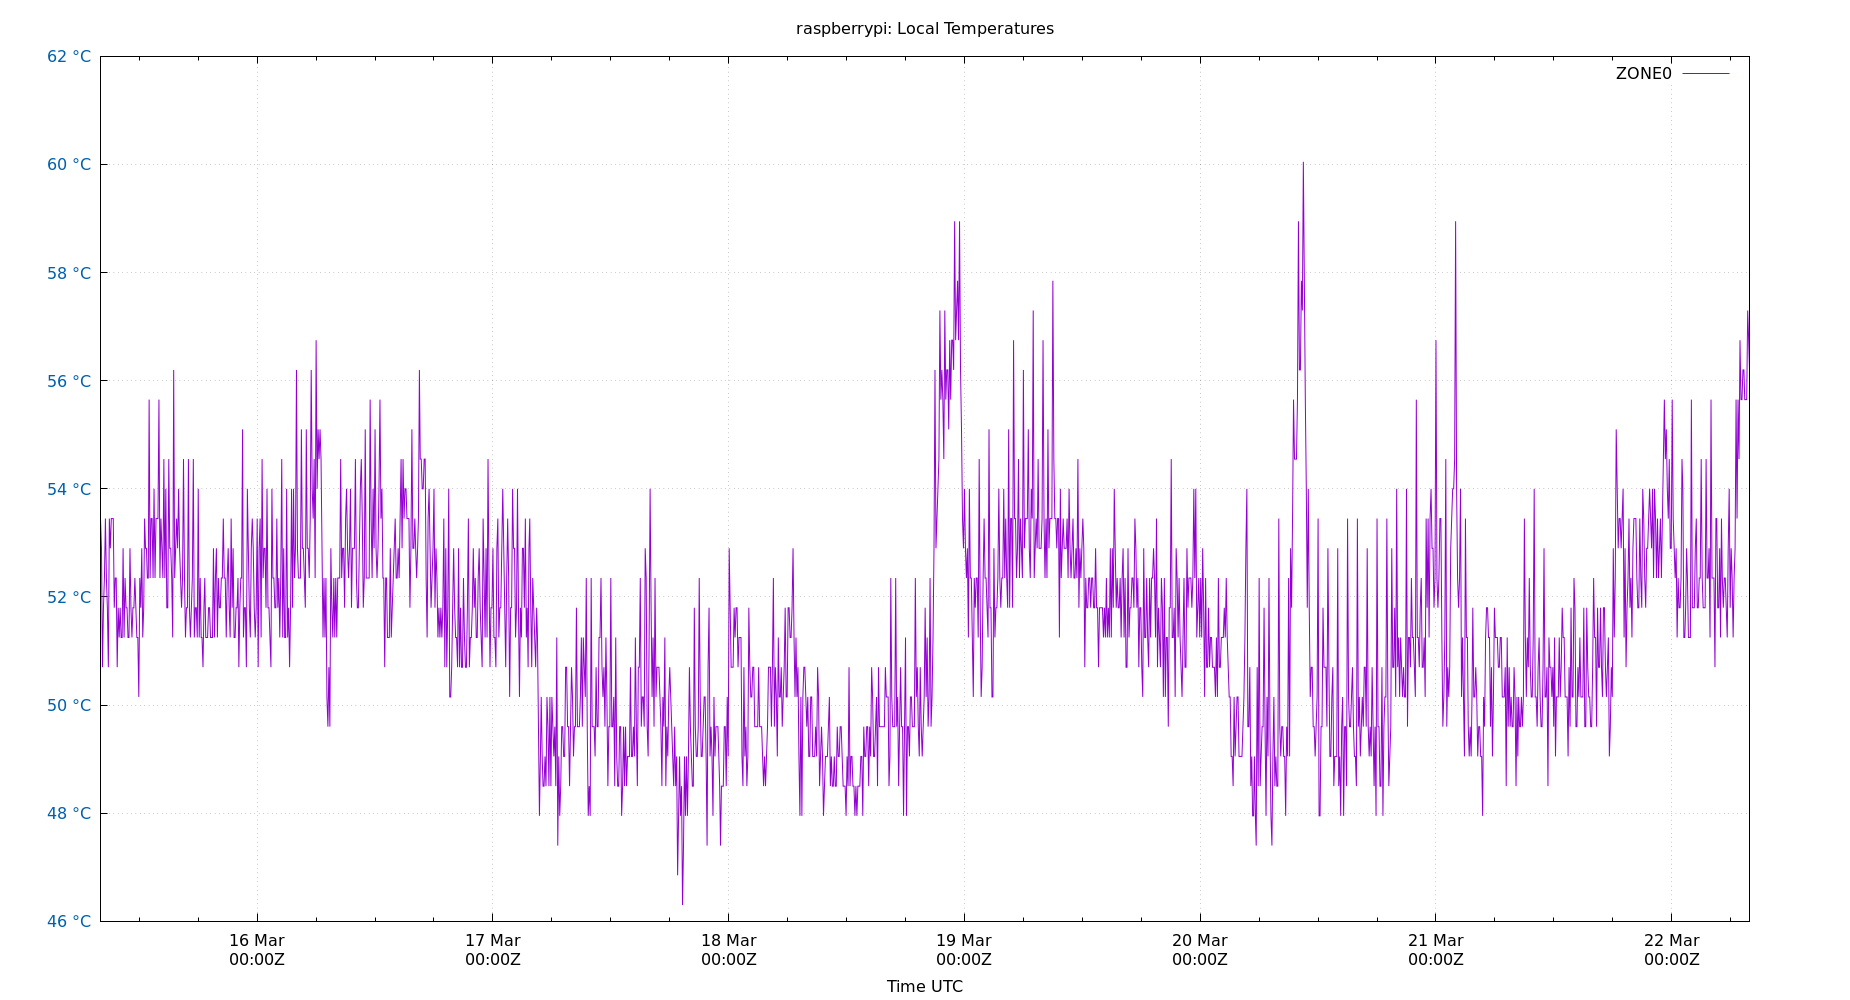 raspberrypi: Local Temperatures
62 °C
ZONE0
60 °C
58 °C
56 °C
54 °C
52 °C
50 °C
48 °C
46 °C
16 Mar 17 Mar 18 Mar 19 Mar 20 Mar 21 Mar 22 Mar
00:00Z 00:00Z 00:00Z 00:00Z 00:00Z 00:00Z 00:00Z
Time UTC